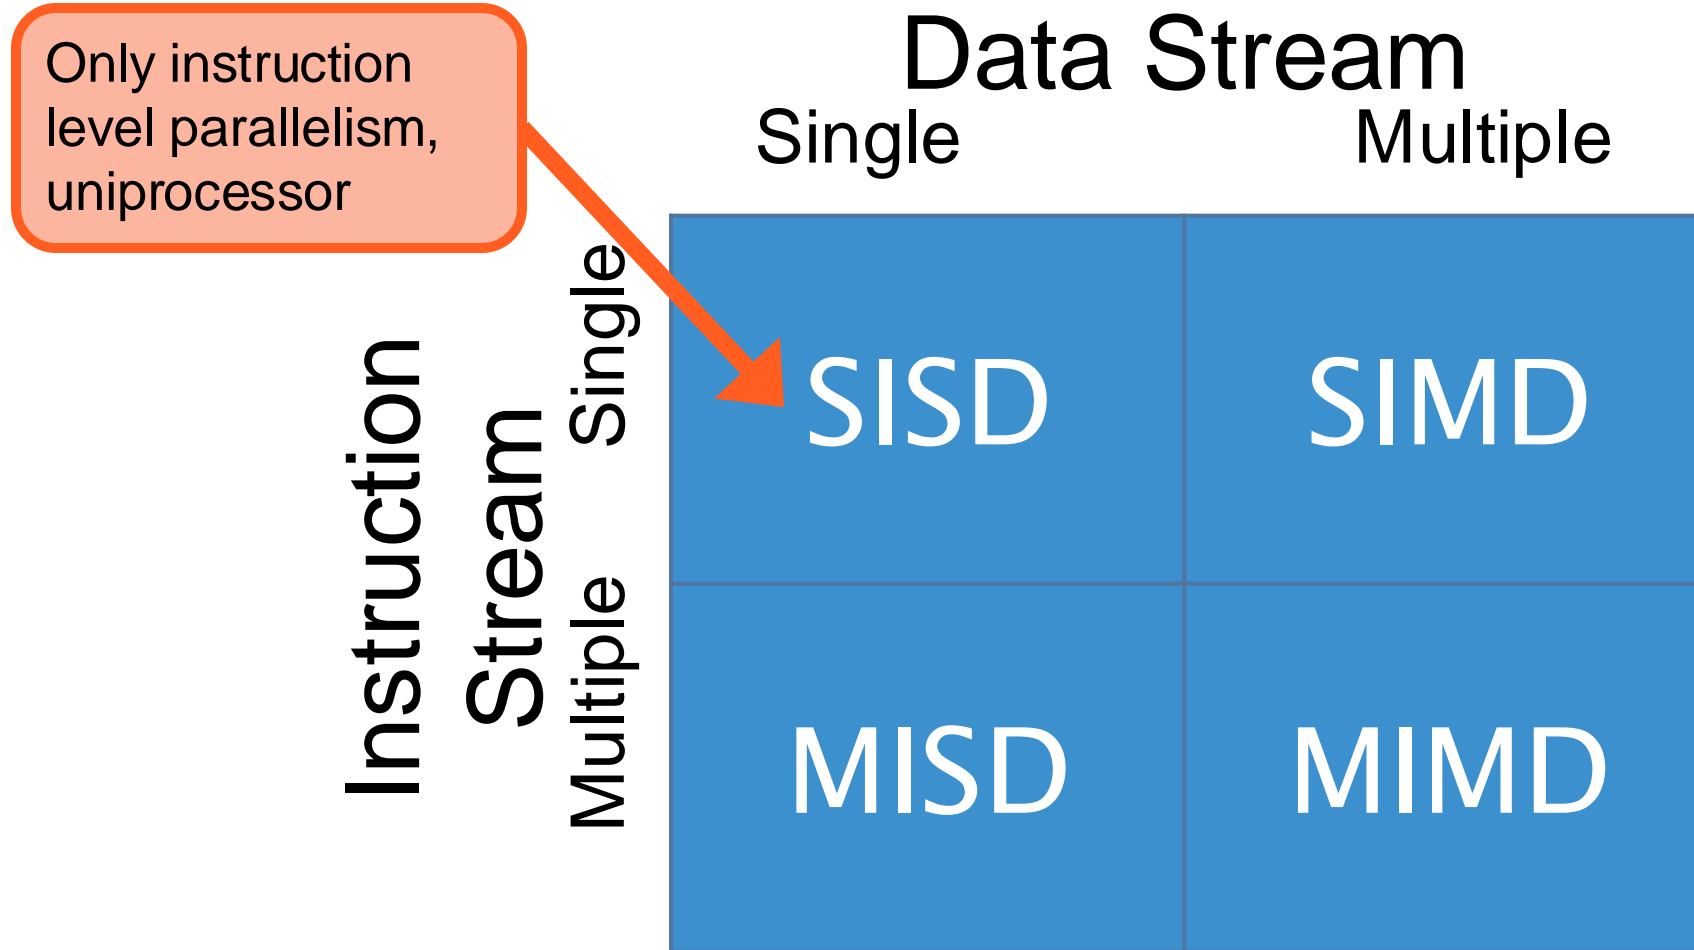 Only instruction
level parallelism,
uniprocessor
Data Stream
Single
Multiple
Instruction
Stream
Single
Multiple
SISD
SIMD
MISD
MIMD